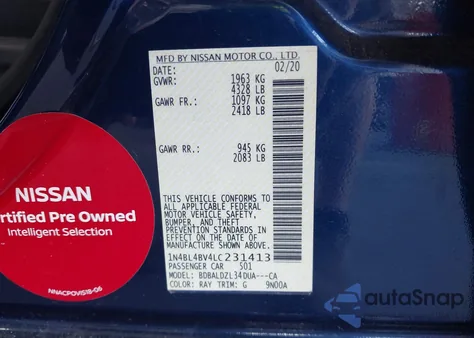 MFD BY NISSAN MOTOR CO., LTD.
DATE: 02/20
GVWR: 1963 KG
4328 LB
GAWR FR.: 1097 KG
2418 LB
GAWR RR.: 945 KG
2083 LB
THIS VEHICLE CONFORMS TO
ALL APPLICABLE FEDERAL
MOTOR VEHICLE SAFETY,
BUMPER, AND THEFT
PREVENTION STANDARDS
IN EFFECT ON THE DATE OF
MANUFACTURE SHOWN ABOVE.
1N4BL4BV4LC231413
PASSENGER CAR 501
MODEL: BDBALDZL34DUA---CA
COLOR: RAY TRIM: G 9N00A
NISSAN
Certified Pre Owned
Intelligent Selection
NNACPOVIS18-06
autoSnap